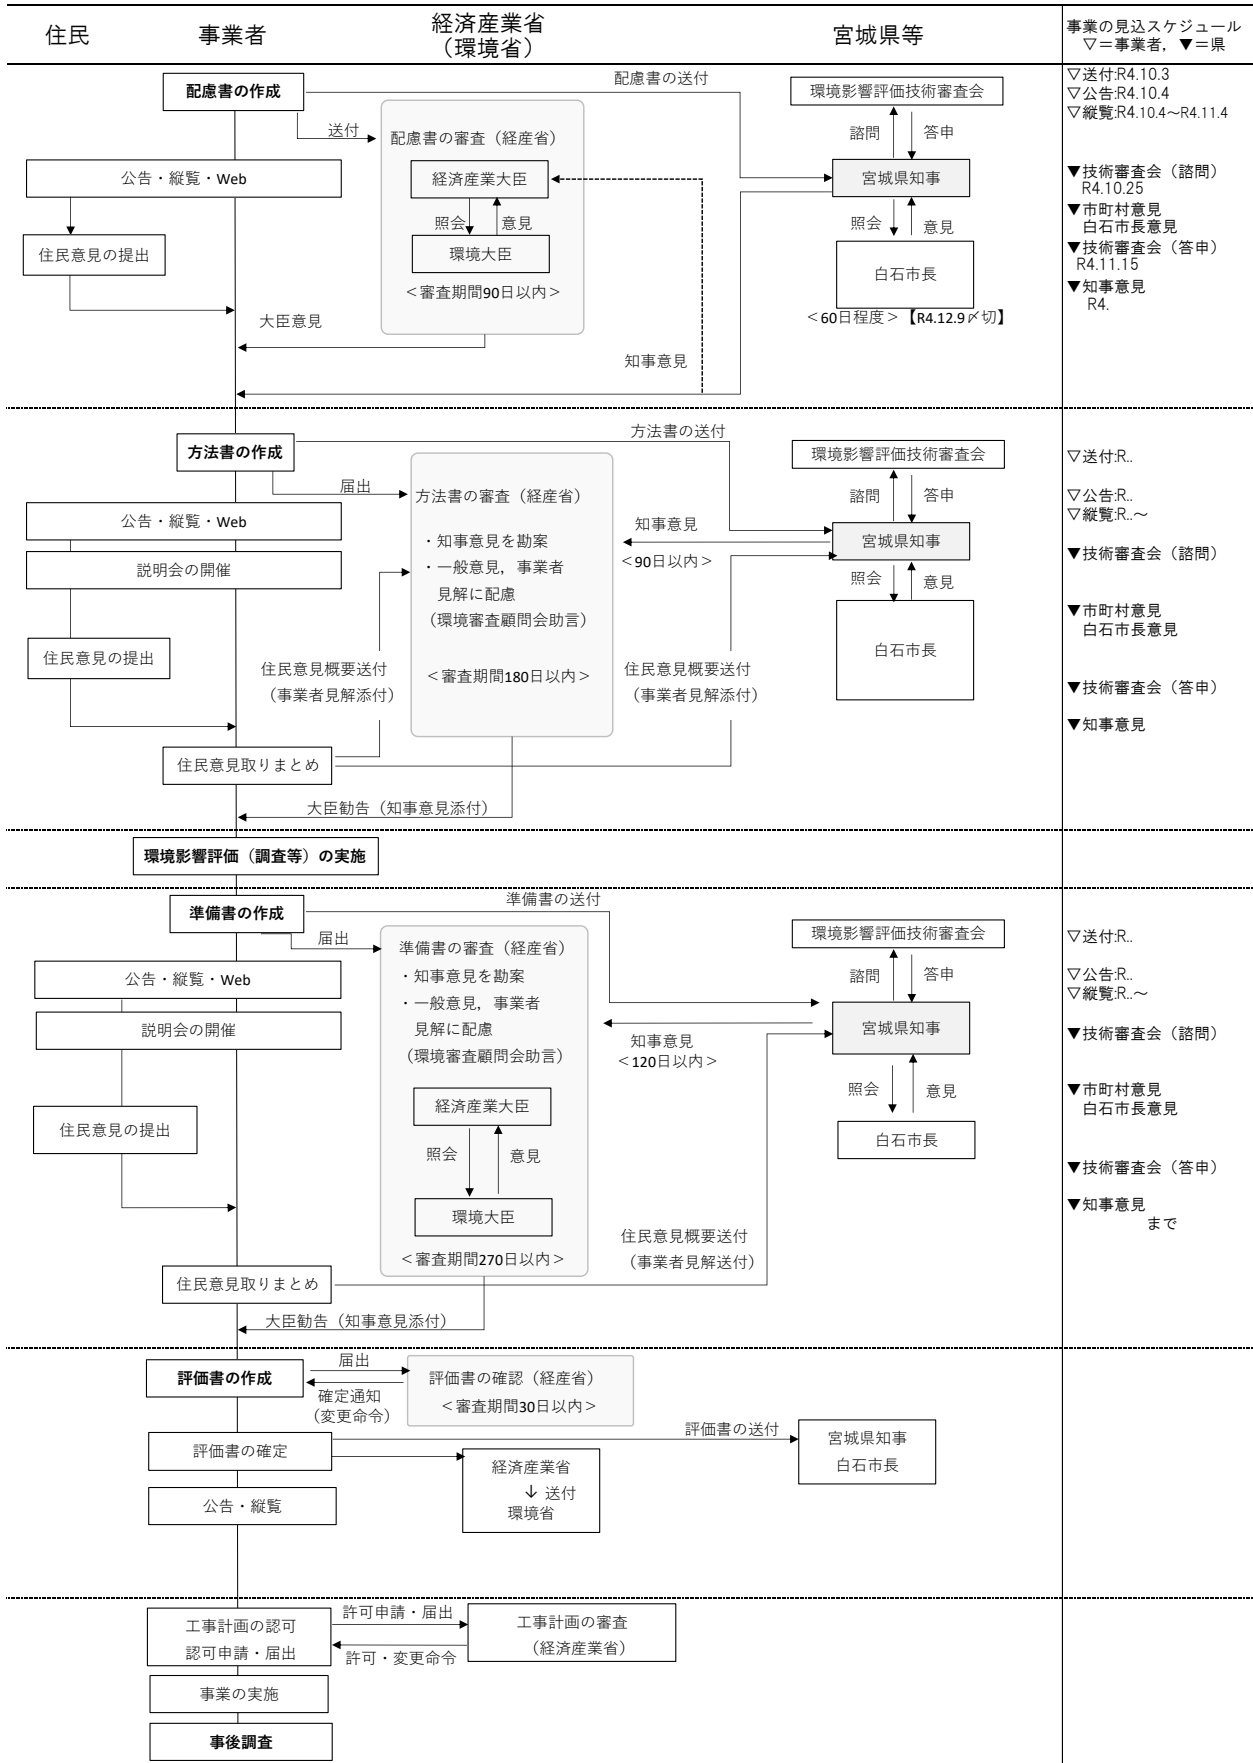 住民
事業者
経済産業省
（環境省）
宮城県等
事業の見込スケジュール
▽＝事業者，▼＝県
配慮書の作成
配慮書の送付
環境影響評価技術審査会
▽送付:R4.10.3
▽公告:R4.10.4
▽縦覧:R4.10.4～R4.11.4
送付
配慮書の審査（経産省）
諮問
答申
公告・縦覧・Web
経済産業大臣
宮城県知事
▼技術審査会（諮問）
R4.10.25
照会
意見
照会
意見
▼市町村意見
白石市長意見
住民意見の提出
環境大臣
白石市長
▼技術審査会（答申）
R4.11.15
＜審査期間90日以内＞
▼知事意見
R4.
大臣意見
＜60日程度＞【R4.12.9〆切】
知事意見
方法書の作成
方法書の送付
環境影響評価技術審査会
▽送付:R..
届出
方法書の審査（経産省）
諮問
答申
▽公告:R..
▽縦覧:R..～
公告・縦覧・Web
・知事意見を勘案
・一般意見，事業者
見解に配慮
（環境審査顧問会助言）
知事意見
＜90日以内＞
宮城県知事
▼技術審査会（諮問）
説明会の開催
照会
意見
▼市町村意見
白石市長意見
住民意見の提出
住民意見概要送付
（事業者見解添付）
＜審査期間180日以内＞
住民意見概要送付
（事業者見解添付）
白石市長
▼技術審査会（答申）
▼知事意見
住民意見取りまとめ
大臣勧告（知事意見添付）
環境影響評価（調査等）の実施
準備書の作成
準備書の送付
環境影響評価技術審査会
▽送付:R..
届出
準備書の審査（経産省）
諮問
答申
▽公告:R..
▽縦覧:R..～
公告・縦覧・Web
・知事意見を勘案
・一般意見，事業者
見解に配慮
（環境審査顧問会助言）
説明会の開催
知事意見
＜120日以内＞
宮城県知事
▼技術審査会（諮問）
経済産業大臣
照会
意見
▼市町村意見
白石市長意見
住民意見の提出
照会
意見
白石市長
▼技術審査会（答申）
環境大臣
▼知事意見
まで
＜審査期間270日以内＞
住民意見概要送付
（事業者見解送付）
住民意見取りまとめ
大臣勧告（知事意見添付）
評価書の作成
届出
確定通知
（変更命令）
評価書の確認（経産省）
＜審査期間30日以内＞
評価書の確定
評価書の送付
宮城県知事
白石市長
経済産業省
↓ 送付
環境省
公告・縦覧
工事計画の認可
認可申請・届出
許可申請・届出
許可・変更命令
工事計画の審査
（経済産業省）
事業の実施
事後調査